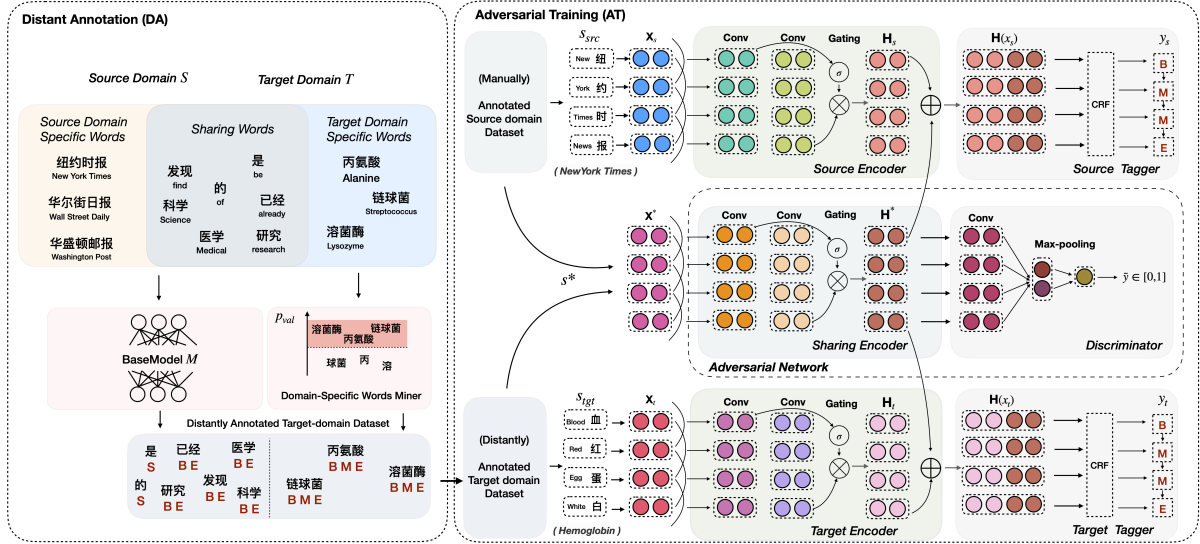 Distant Annotation (DA)
Source Domain S
Target Domain T
Source Domain
Specific Words
纽约时报
New York Times
华尔街日报
Wall Street Daily
华盛顿邮报
Washington Post
Sharing Words
发现
find
是
be
的
of
科学
Science
已经
already
医学
Medical
研究
research
Target Domain
Specific Words
丙氨酸
Alanine
链球菌
Streptococcus
溶菌酶
Lysozyme
BaseModel M
p_val
溶菌酶
链球菌
丙氨酸
球菌
丙
溶
Domain-Specific Words Miner
Distantly Annotated Target-domain Dataset
是
S
已经
B E
医学
B E
的
S
研究
B E
发现
B E
科学
B E
丙氨酸
B M E
链球菌
B M E
溶菌酶
B M E
Adversarial Training (AT)
(Manually)
Annotated
Source domain
Dataset
s_src
New 纽
York 约
Times 时
News 报
( NewYork Times )
X_s
Conv
Conv
Gating
σ
H_s
Source Encoder
H(x_s)
CRF
y_s
B
M
M
E
Source Tagger
s*
X*
Conv
Conv
Gating
σ
H*
Sharing Encoder
Conv
Max-pooling
ỹ ∈ [0,1]
Discriminator
Adversarial Network
(Distantly)
Annotated
Target domain
Dataset
s_tgt
Blood 血
Red 红
Egg 蛋
White 白
( Hemoglobin )
X_t
Conv
Conv
Gating
σ
H_t
Target Encoder
H(x_t)
CRF
y_t
B
M
M
E
Target Tagger